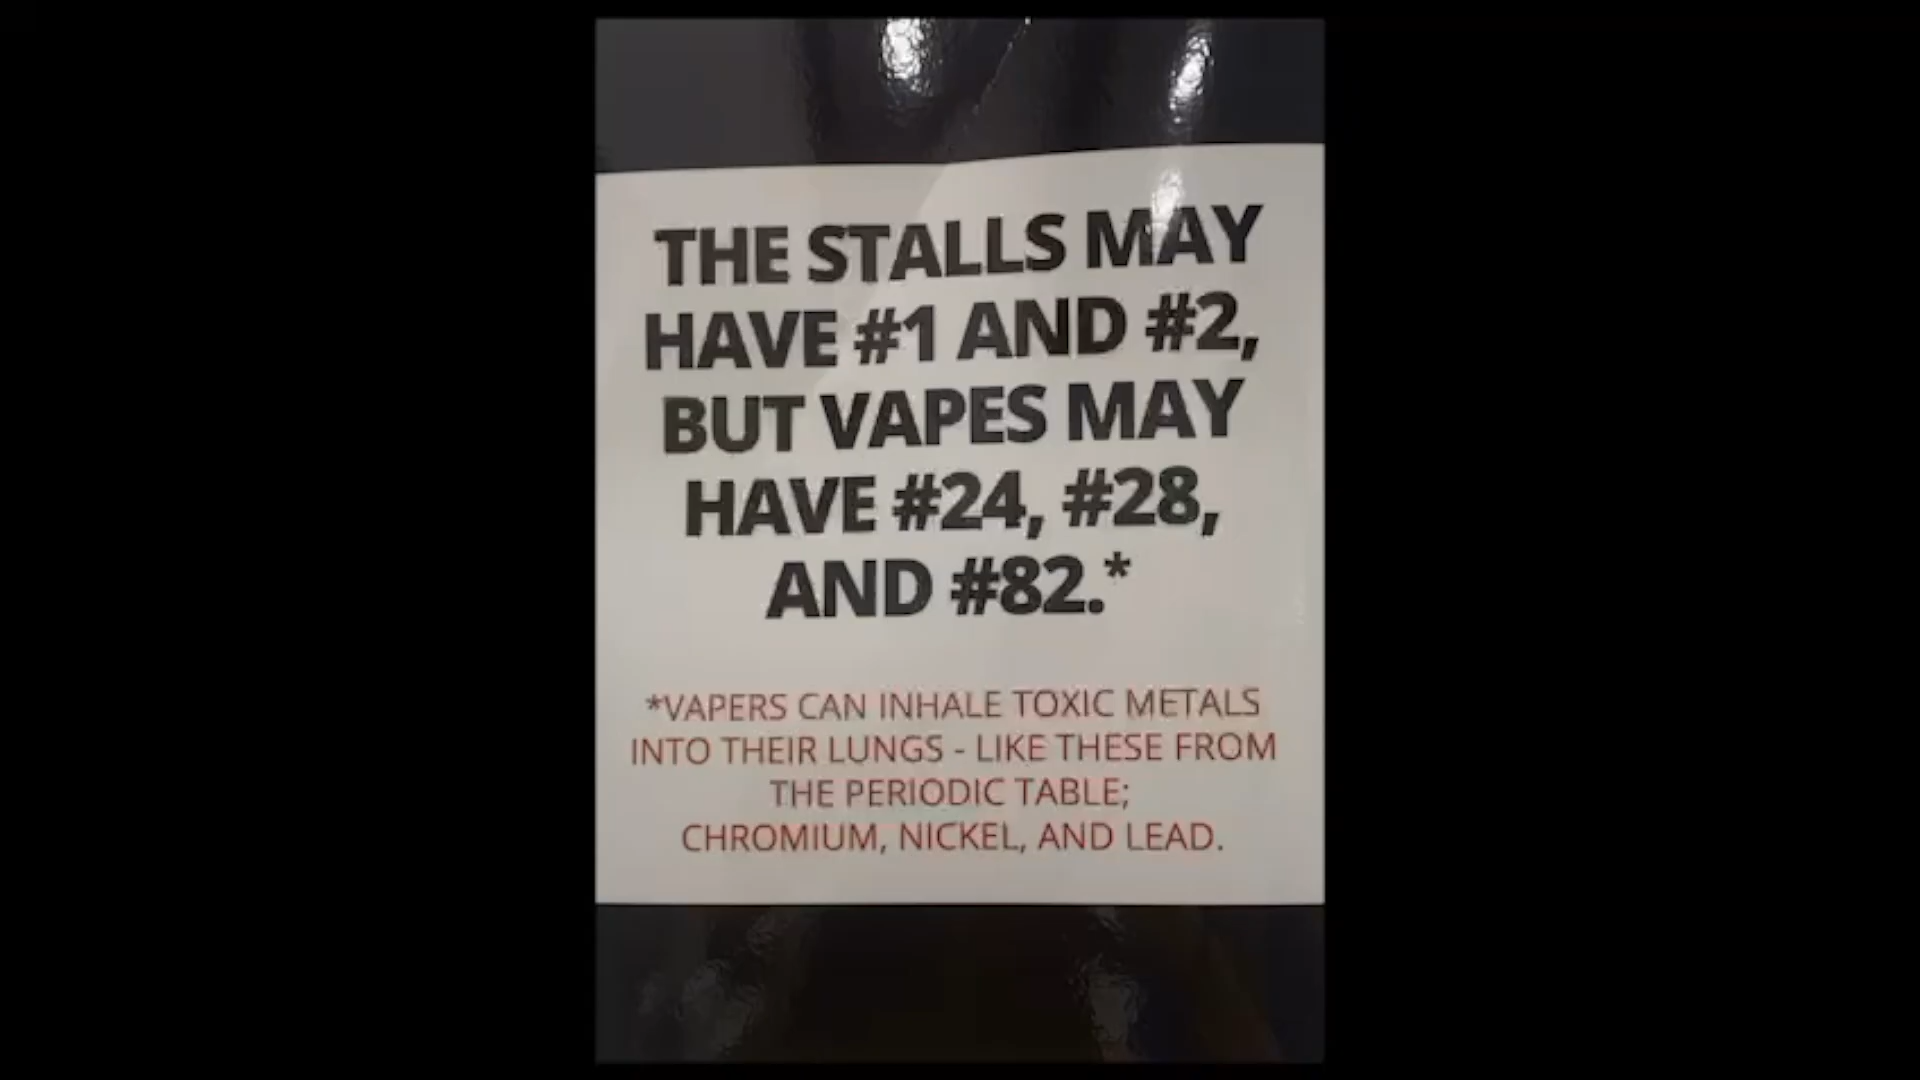 THE STALLS MAY
HAVE #1 AND #2,
BUT VAPES MAY
HAVE #24, #28,
AND #82.*
*VAPERS CAN INHALE TOXIC METALS
INTO THEIR LUNGS - LIKE THESE FROM
THE PERIODIC TABLE;
CHROMIUM, NICKEL, AND LEAD.